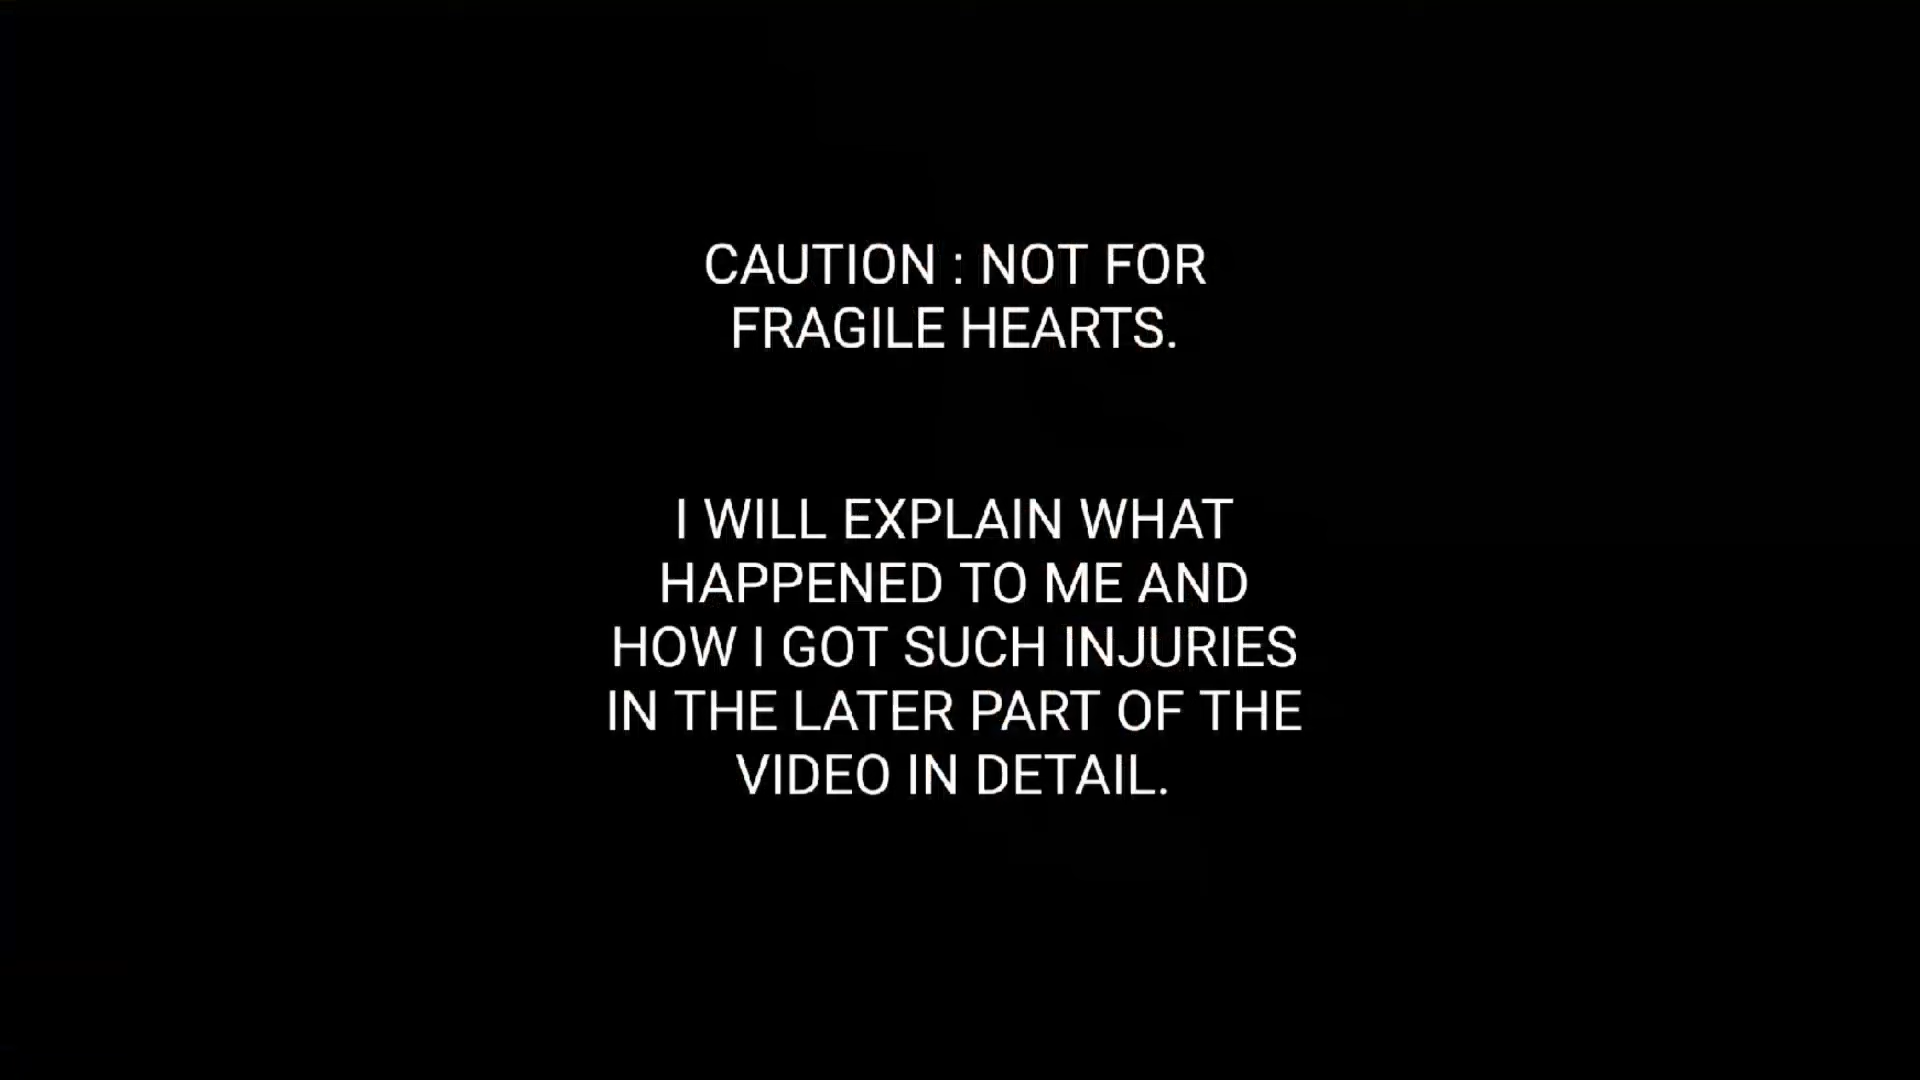 CAUTION : NOT FOR
FRAGILE HEARTS.
I WILL EXPLAIN WHAT
HAPPENED TO ME AND
HOW I GOT SUCH INJURIES
IN THE LATER PART OF THE
VIDEO IN DETAIL.